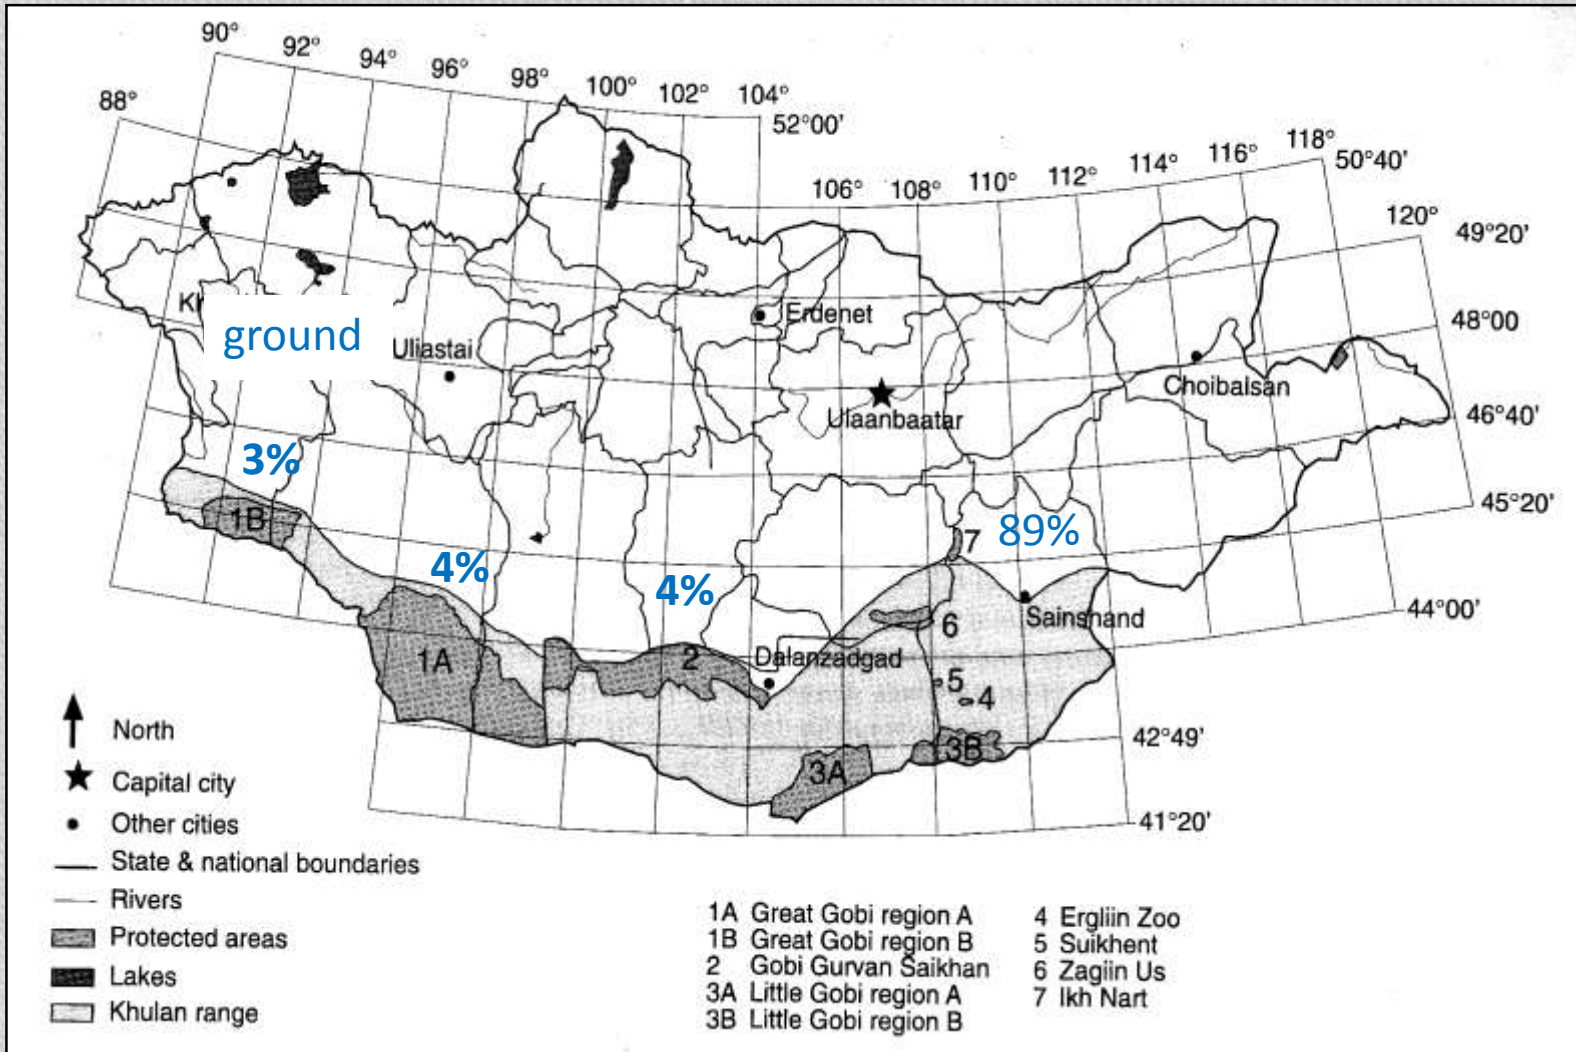 90°
92°
94°
96°
98°
100°
102°
104°
88°
52°00'
106°
108°
110°
112°
114°
116°
118°
50°40'
120°
49°20'
Kh
ground
Uliastai
Erdenet
48°00
Choibalsan
Ulaanbaatar
46°40'
3%
45°20'
1B
7
89%
4%
4%
44°00'
6
Sainshand
1A
2
Dalanzadgad
5
4
42°49'
3B
3A
41°20'
North
Capital city
Other cities
State & national boundaries
Rivers
Protected areas
Lakes
Khulan range
1A Great Gobi region A
1B Great Gobi region B
2 Gobi Gurvan Saikhan
3A Little Gobi region A
3B Little Gobi region B
4 Ergliin Zoo
5 Suikhent
6 Zagiin Us
7 Ikh Nart